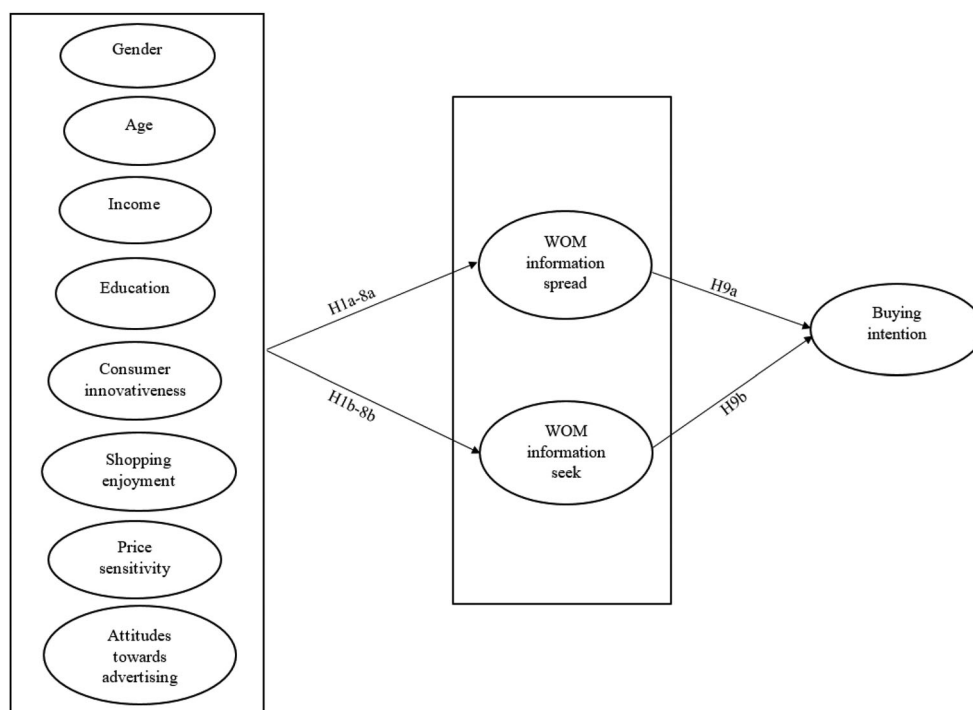 Gender
Age
Income
Education
Consumer
innovativeness
Shopping
enjoyment
Price
sensitivity
Attitudes
towards
advertising
H1a-8a
H1b-8b
WOM
information
spread
WOM
information
seek
H9a
H9b
Buying
intention